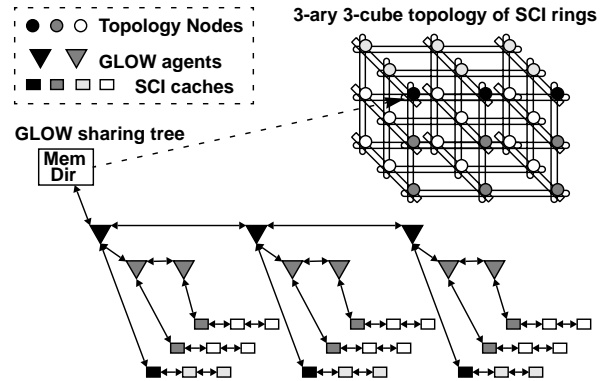 3-ary 3-cube topology of SCI rings
Topology Nodes
GLOW agents
SCI caches
GLOW sharing tree
Mem
Dir